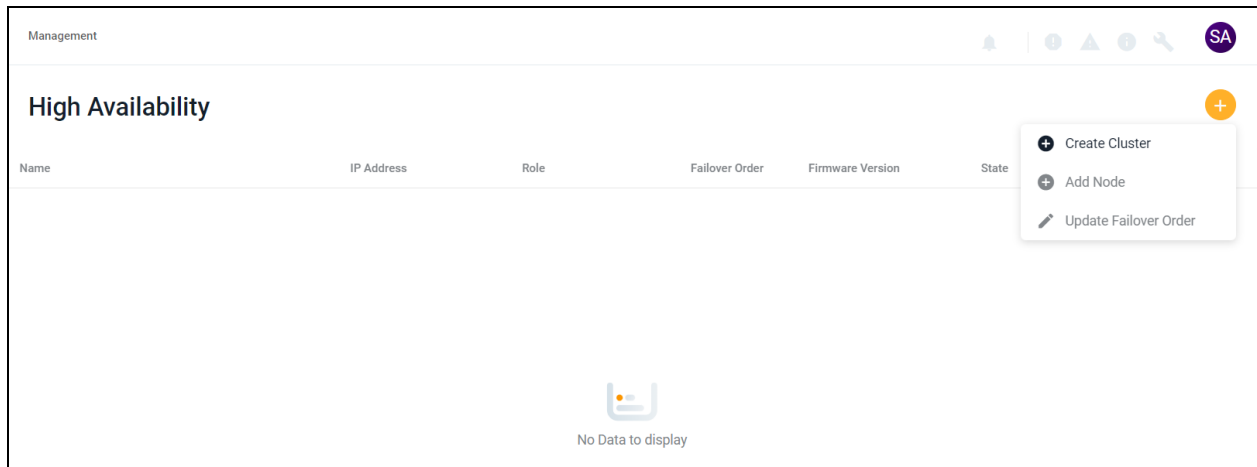 Management
SA
High Availability
Create Cluster
Name IP Address Role Failover Order Firmware Version State
Add Node
Update Failover Order
No Data to display